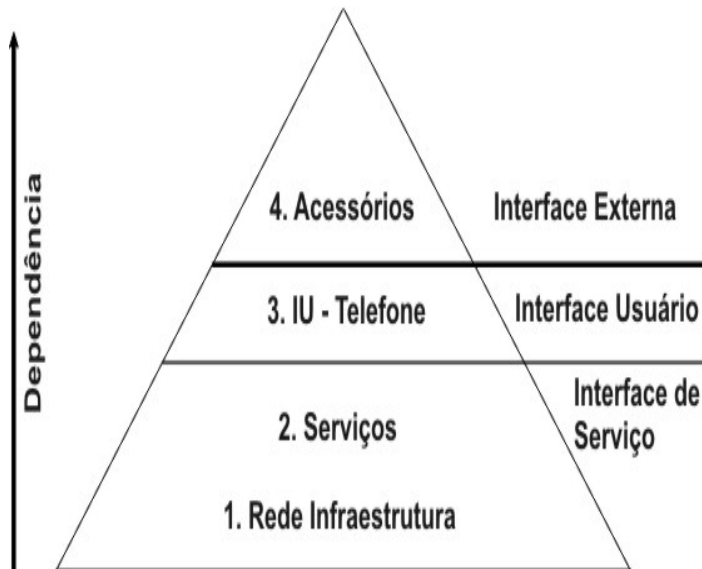 Dependência
4. Acessórios
Interface Externa
3. IU - Telefone
Interface Usuário
2. Serviços
Interface de
Serviço
1. Rede Infraestrutura